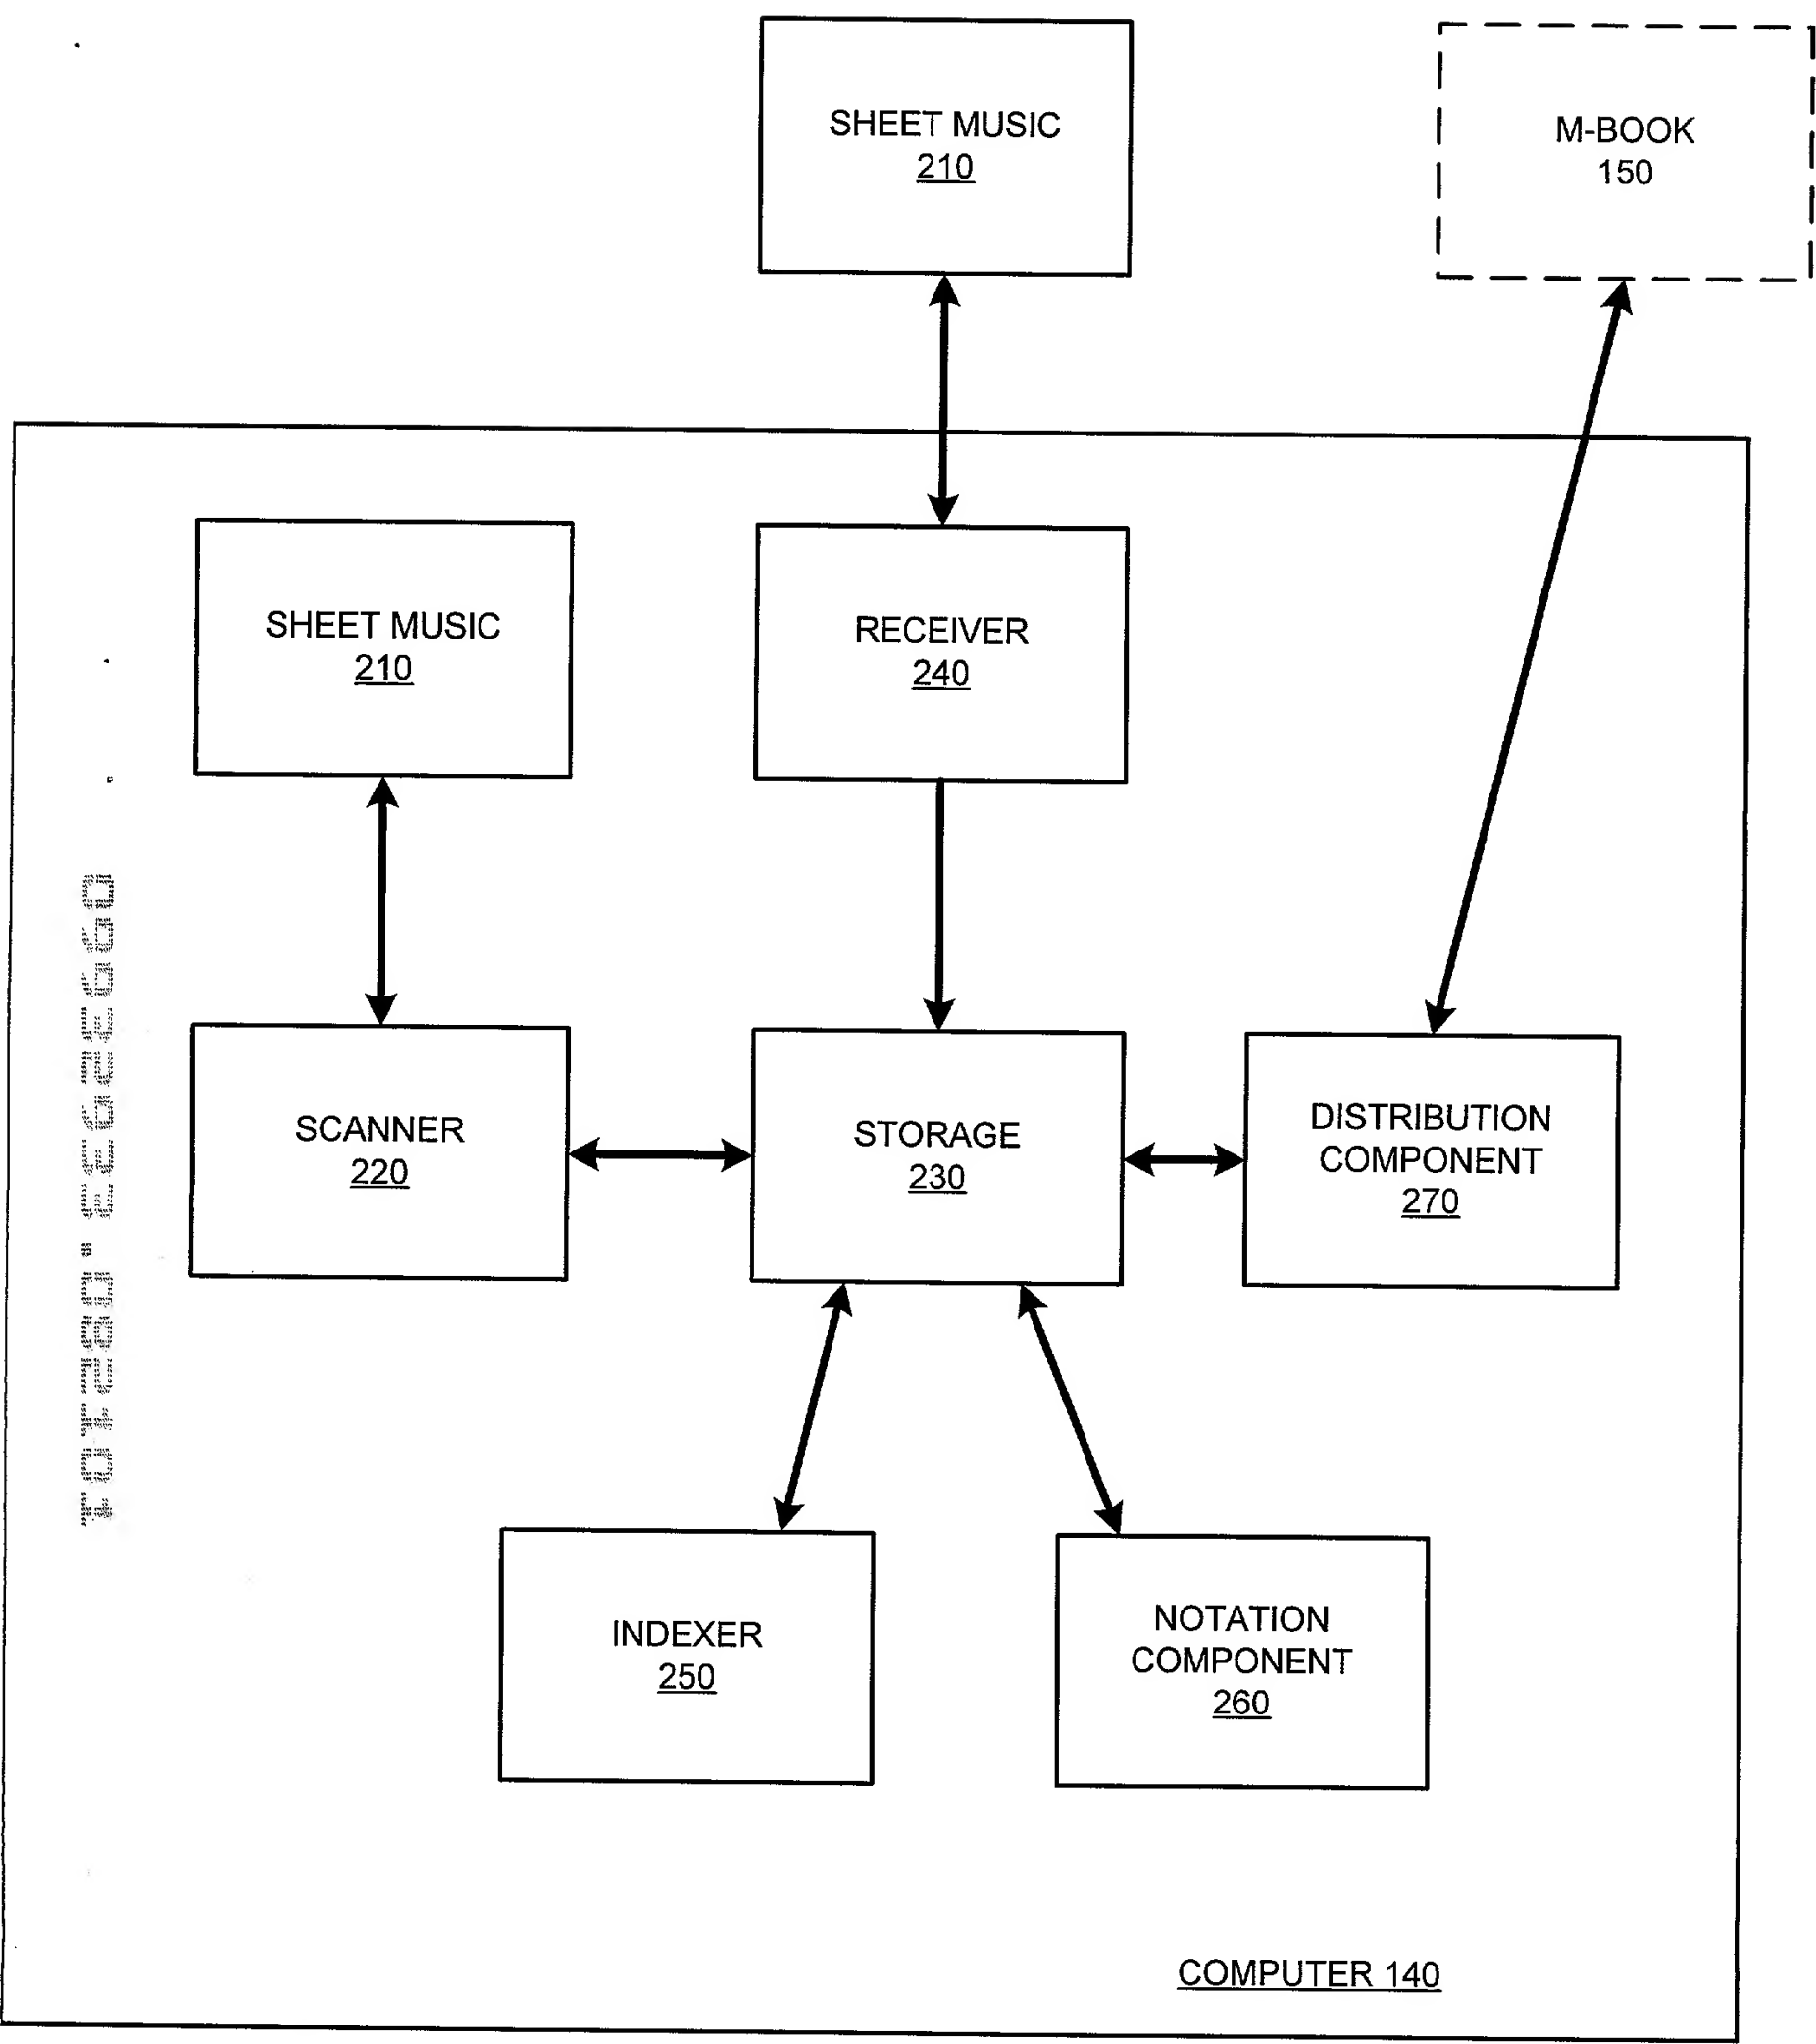 SHEET MUSIC
210
M-BOOK
150
SHEET MUSIC
210
RECEIVER
240
SCANNER
220
STORAGE
230
DISTRIBUTION
COMPONENT
270
INDEXER
250
NOTATION
COMPONENT
260
COMPUTER 140